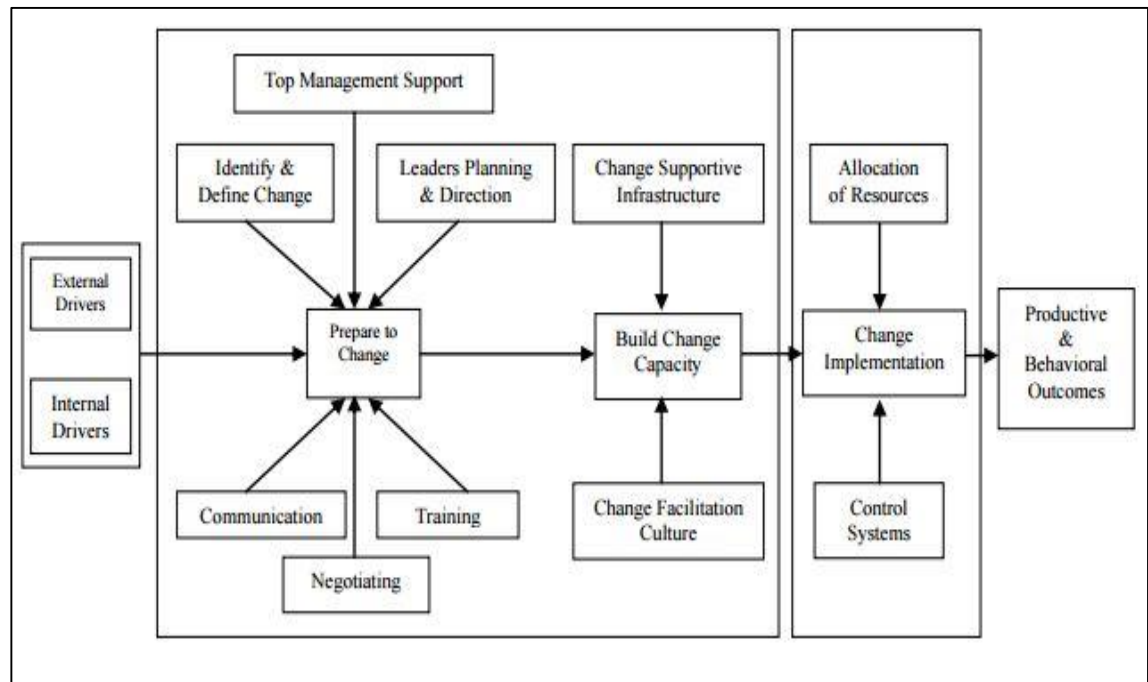 Top Management Support
Identify &
Define Change
Leaders Planning
& Direction
Change Supportive
Infrastructure
Allocation
of Resources
External
Drivers
Internal
Drivers
Prepare to
Change
Build Change
Capacity
Change
Implementation
Productive
&
Behavioral
Outcomes
Communication
Training
Negotiating
Change Facilitation
Culture
Control
Systems